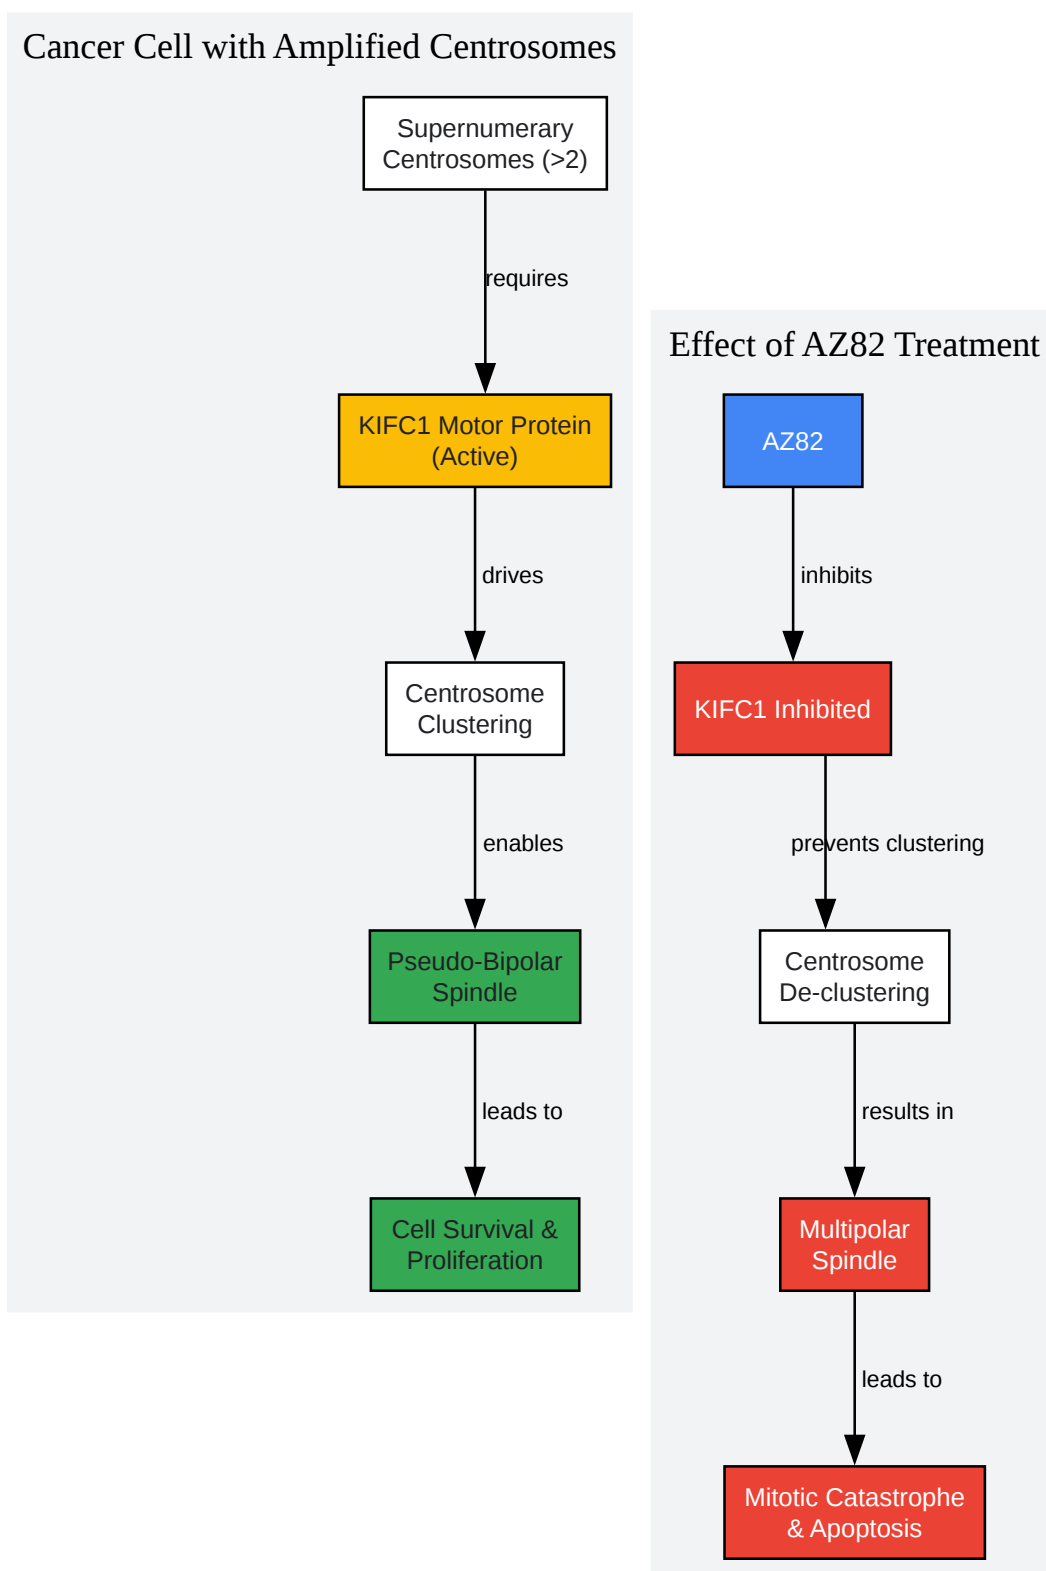 Cancer Cell with Amplified Centrosomes
Supernumerary
Centrosomes (>2)
requires
KIFC1 Motor Protein
(Active)
drives
Centrosome
Clustering
enables
Pseudo-Bipolar
Spindle
leads to
Cell Survival &
Proliferation
Effect of AZ82 Treatment
AZ82
inhibits
KIFC1 Inhibited
prevents clustering
Centrosome
De-clustering
results in
Multipolar
Spindle
leads to
Mitotic Catastrophe
& Apoptosis